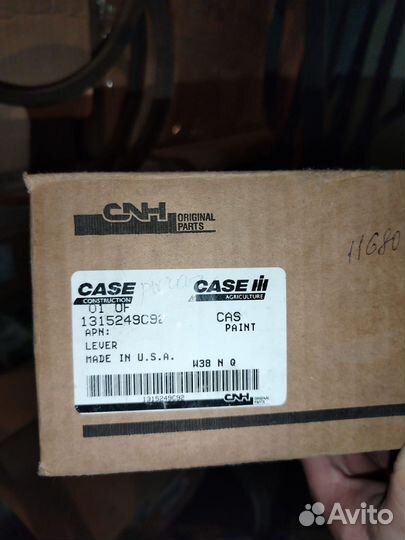 CNH ORIGINAL PARTS
11680
CASE CONSTRUCTION
CASE IH AGRICULTURE
01 OF
1315249C92 CAS
APN: PAINT
LEVER
MADE IN U.S.A. W38 N Q
1315249C92
CNH ORIGINAL PARTS
Avito